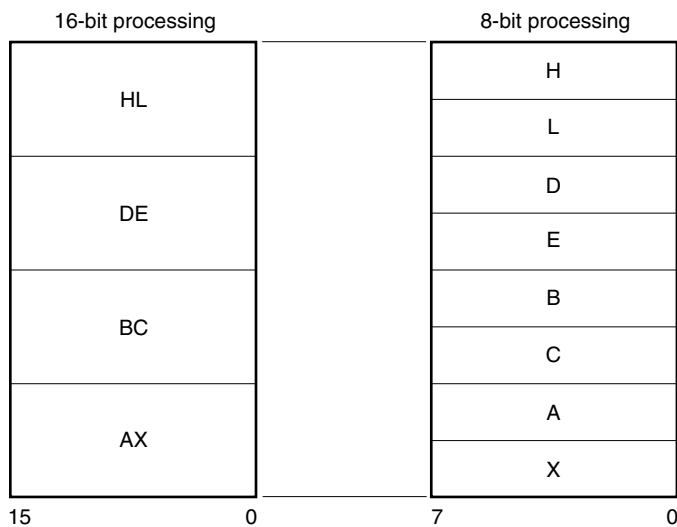 16-bit processing
8-bit processing
HL
DE
BC
AX
H
L
D
E
B
C
A
X
15 0
7 0